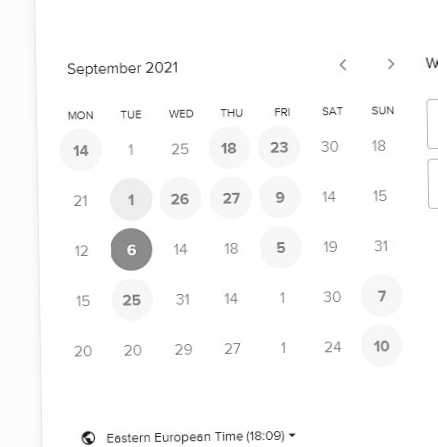 September 2021 < > W
MON TUE WED THU FRI SAT SUN
14 1 25 18 23 30 18
21 1 26 27 9 14 15
12 6 14 18 5 19 31
15 25 31 14 1 30 7
20 20 29 27 1 24 10
Eastern European Time (18:09)